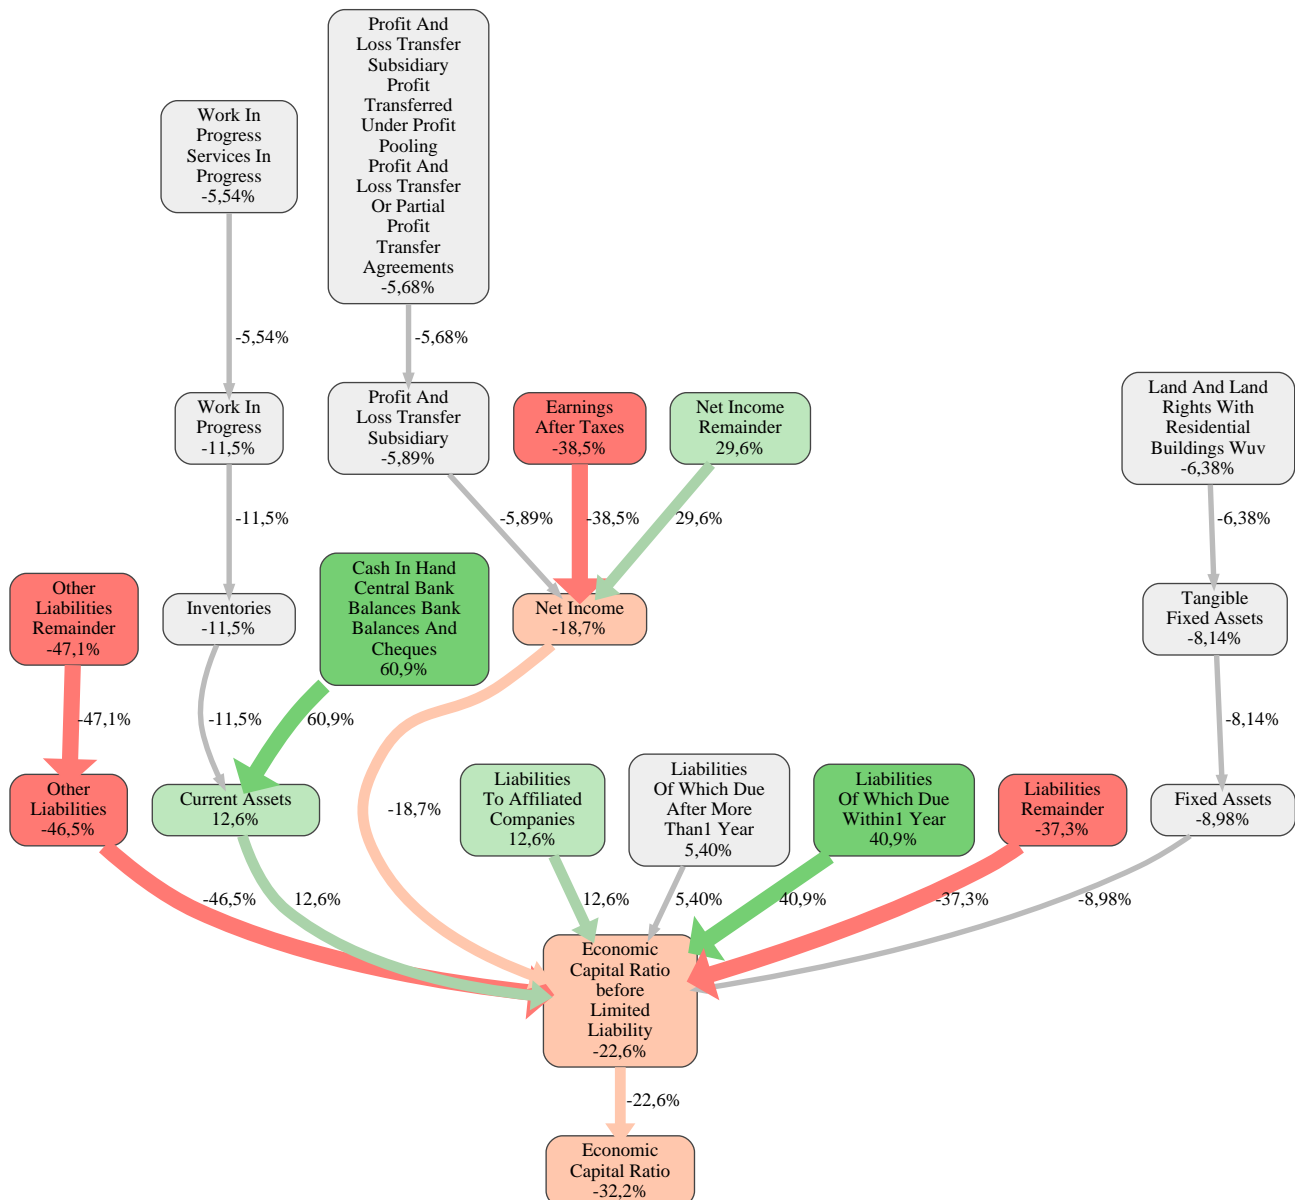 Profit And
Loss Transfer
Subsidiary
Profit
Transferred
Under Profit
Pooling
Profit And
Loss Transfer
Or Partial
Profit
Transfer
Agreements
-5,68%
Work In
Progress
Services In
Progress
-5,54%
-5,54%
-5,68%
Work In
Progress
-11,5%
Profit And
Loss Transfer
Subsidiary
-5,89%
Earnings
After Taxes
-38,5%
Net Income
Remainder
29,6%
Land And Land
Rights With
Residential
Buildings Wuv
-6,38%
-11,5%
-5,89%
-38,5%
29,6%
-6,38%
Other
Liabilities
Remainder
-47,1%
Inventories
-11,5%
Cash In Hand
Central Bank
Balances Bank
Balances And
Cheques
60,9%
Net Income
-18,7%
Tangible
Fixed Assets
-8,14%
-47,1%
-11,5%
60,9%
-8,14%
Other
Liabilities
-46,5%
Current Assets
12,6%
-18,7%
Liabilities
To Affiliated
Companies
12,6%
Liabilities
Of Which Due
After More
Than1 Year
5,40%
Liabilities
Of Which Due
Within1 Year
40,9%
Liabilities
Remainder
-37,3%
Fixed Assets
-8,98%
-46,5%
12,6%
12,6%
5,40%
40,9%
-37,3%
-8,98%
Economic
Capital Ratio
before
Limited
Liability
-22,6%
-22,6%
Economic
Capital Ratio
-32,2%